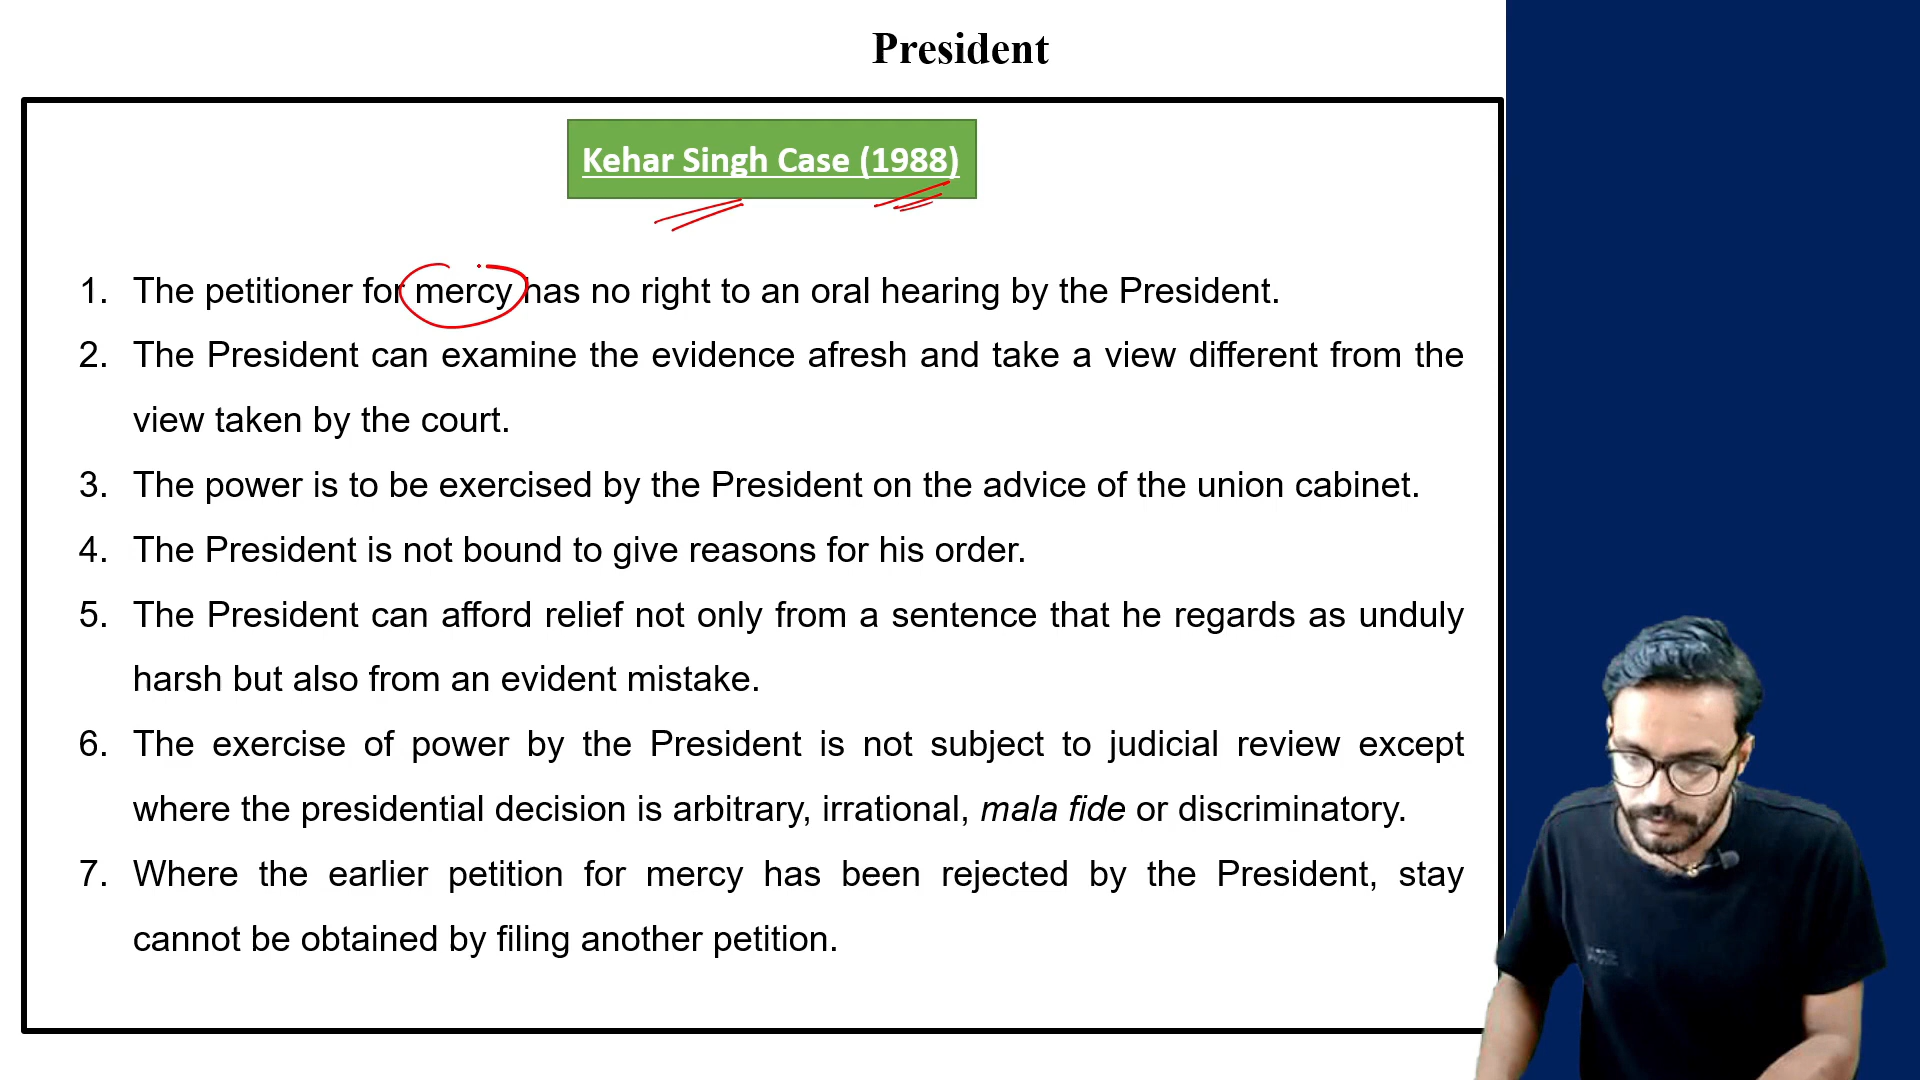 President
Kehar Singh Case (1988)
1. The petitioner for mercy has no right to an oral hearing by the President.
2. The President can examine the evidence afresh and take a view different from the
view taken by the court.
3. The power is to be exercised by the President on the advice of the union cabinet.
4. The President is not bound to give reasons for his order.
5. The President can afford relief not only from a sentence that he regards as unduly
harsh but also from an evident mistake.
6. The exercise of power by the President is not subject to judicial review except
where the presidential decision is arbitrary, irrational, mala fide or discriminatory.
7. Where the earlier petition for mercy has been rejected by the President, stay
cannot be obtained by filing another petition.